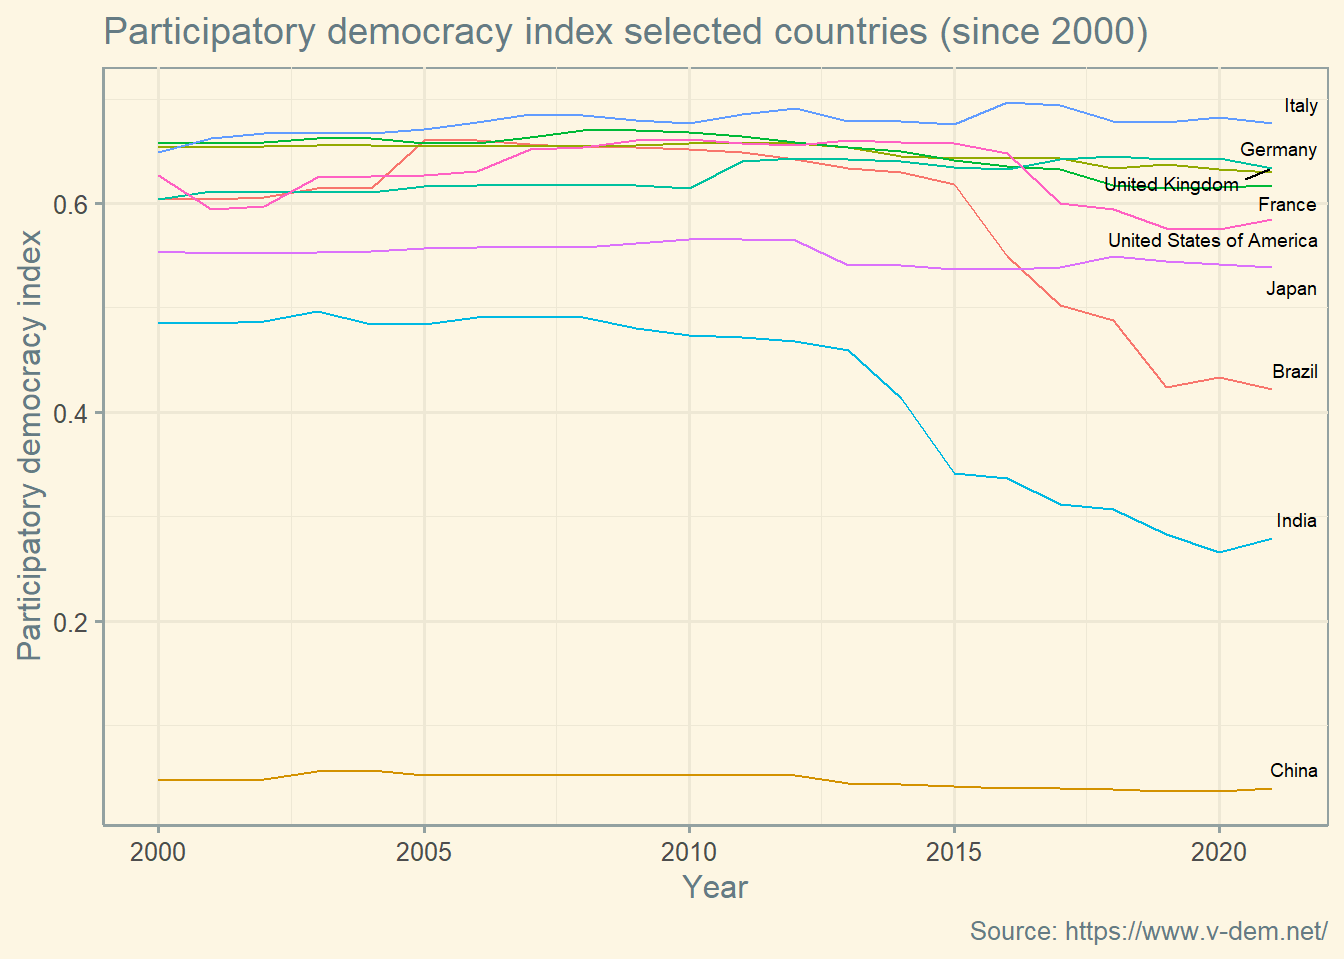 Participatory democracy index selected countries (since 2000)
Participatory democracy index
0.6
0.4
0.2
Italy
Germany
United Kingdom
France
United States of America
Japan
Brazil
India
China
2000 2005 2010 2015 2020
Year
Source: https://www.v-dem.net/